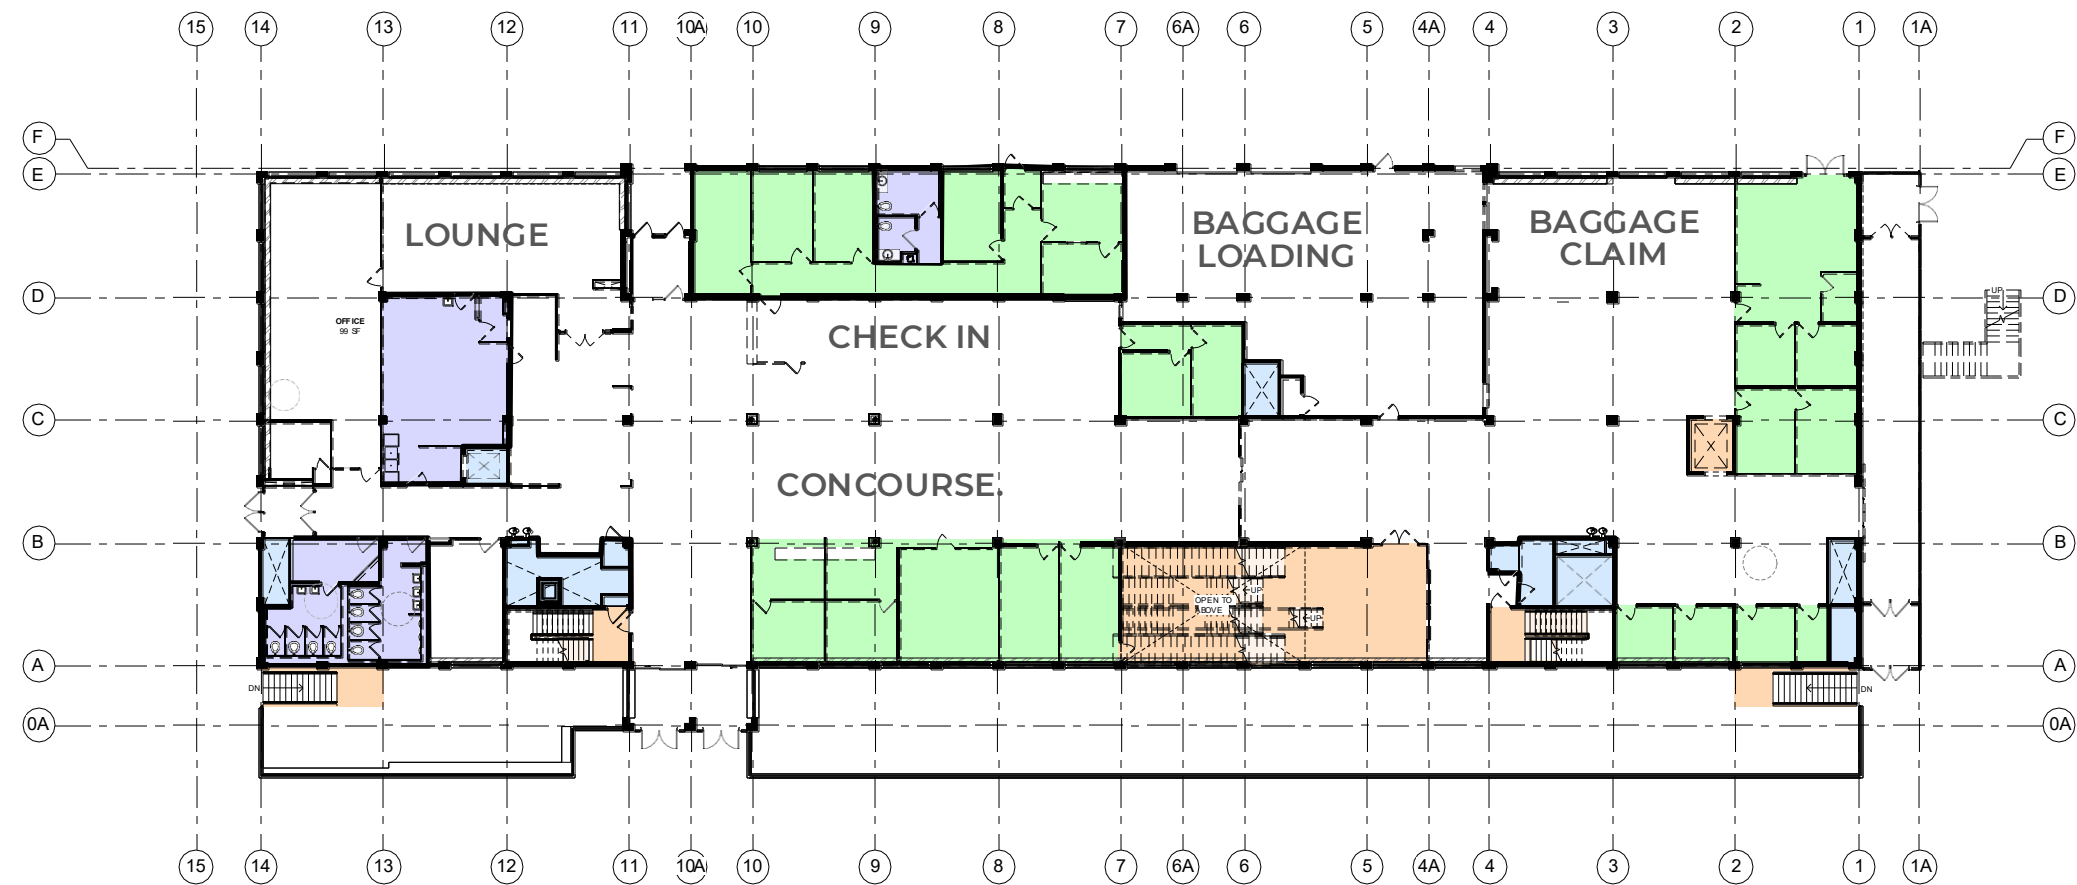 15 14 13 12 11 10A 10 9 8 7 6A 6 5 4A 4 3 2 1 1A
F F
E E
LOUNGE
BAGGAGE
LOADING
BAGGAGE
CLAIM
D D
UP
OFFICE
99 SF
CHECK IN
C C
CONCOURSE.
B B
UP
OPEN TO
BOVE
UP
A A
DN DN
0A 0A
15 14 13 12 11 10A 10 9 8 7 6A 6 5 4A 4 3 2 1 1A